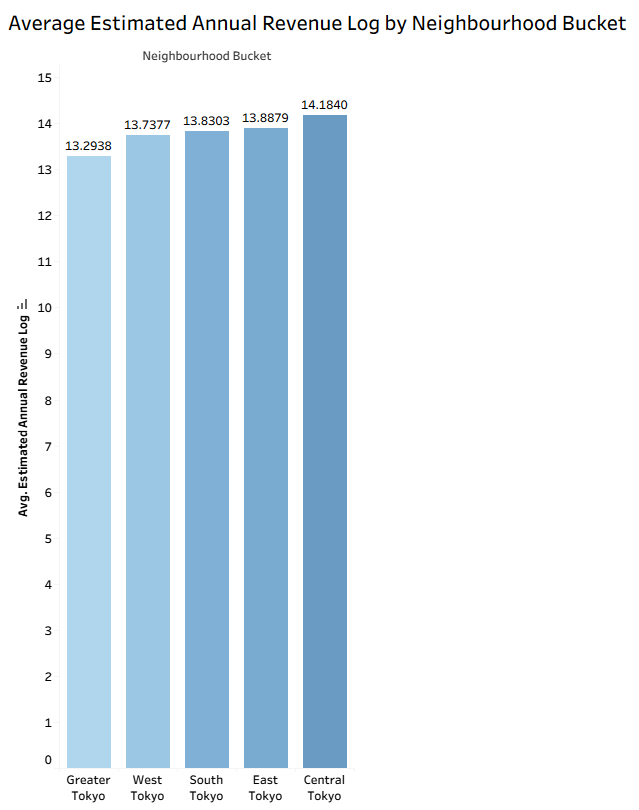 Average Estimated Annual Revenue Log by Neighbourhood Bucket
Neighbourhood Bucket
Avg. Estimated Annual Revenue Log
15
14
13
12
11
10
9
8
7
6
5
4
3
2
1
0
13.2938
13.7377
13.8303
13.8879
14.1840
Greater
Tokyo
West
Tokyo
South
Tokyo
East
Tokyo
Central
Tokyo